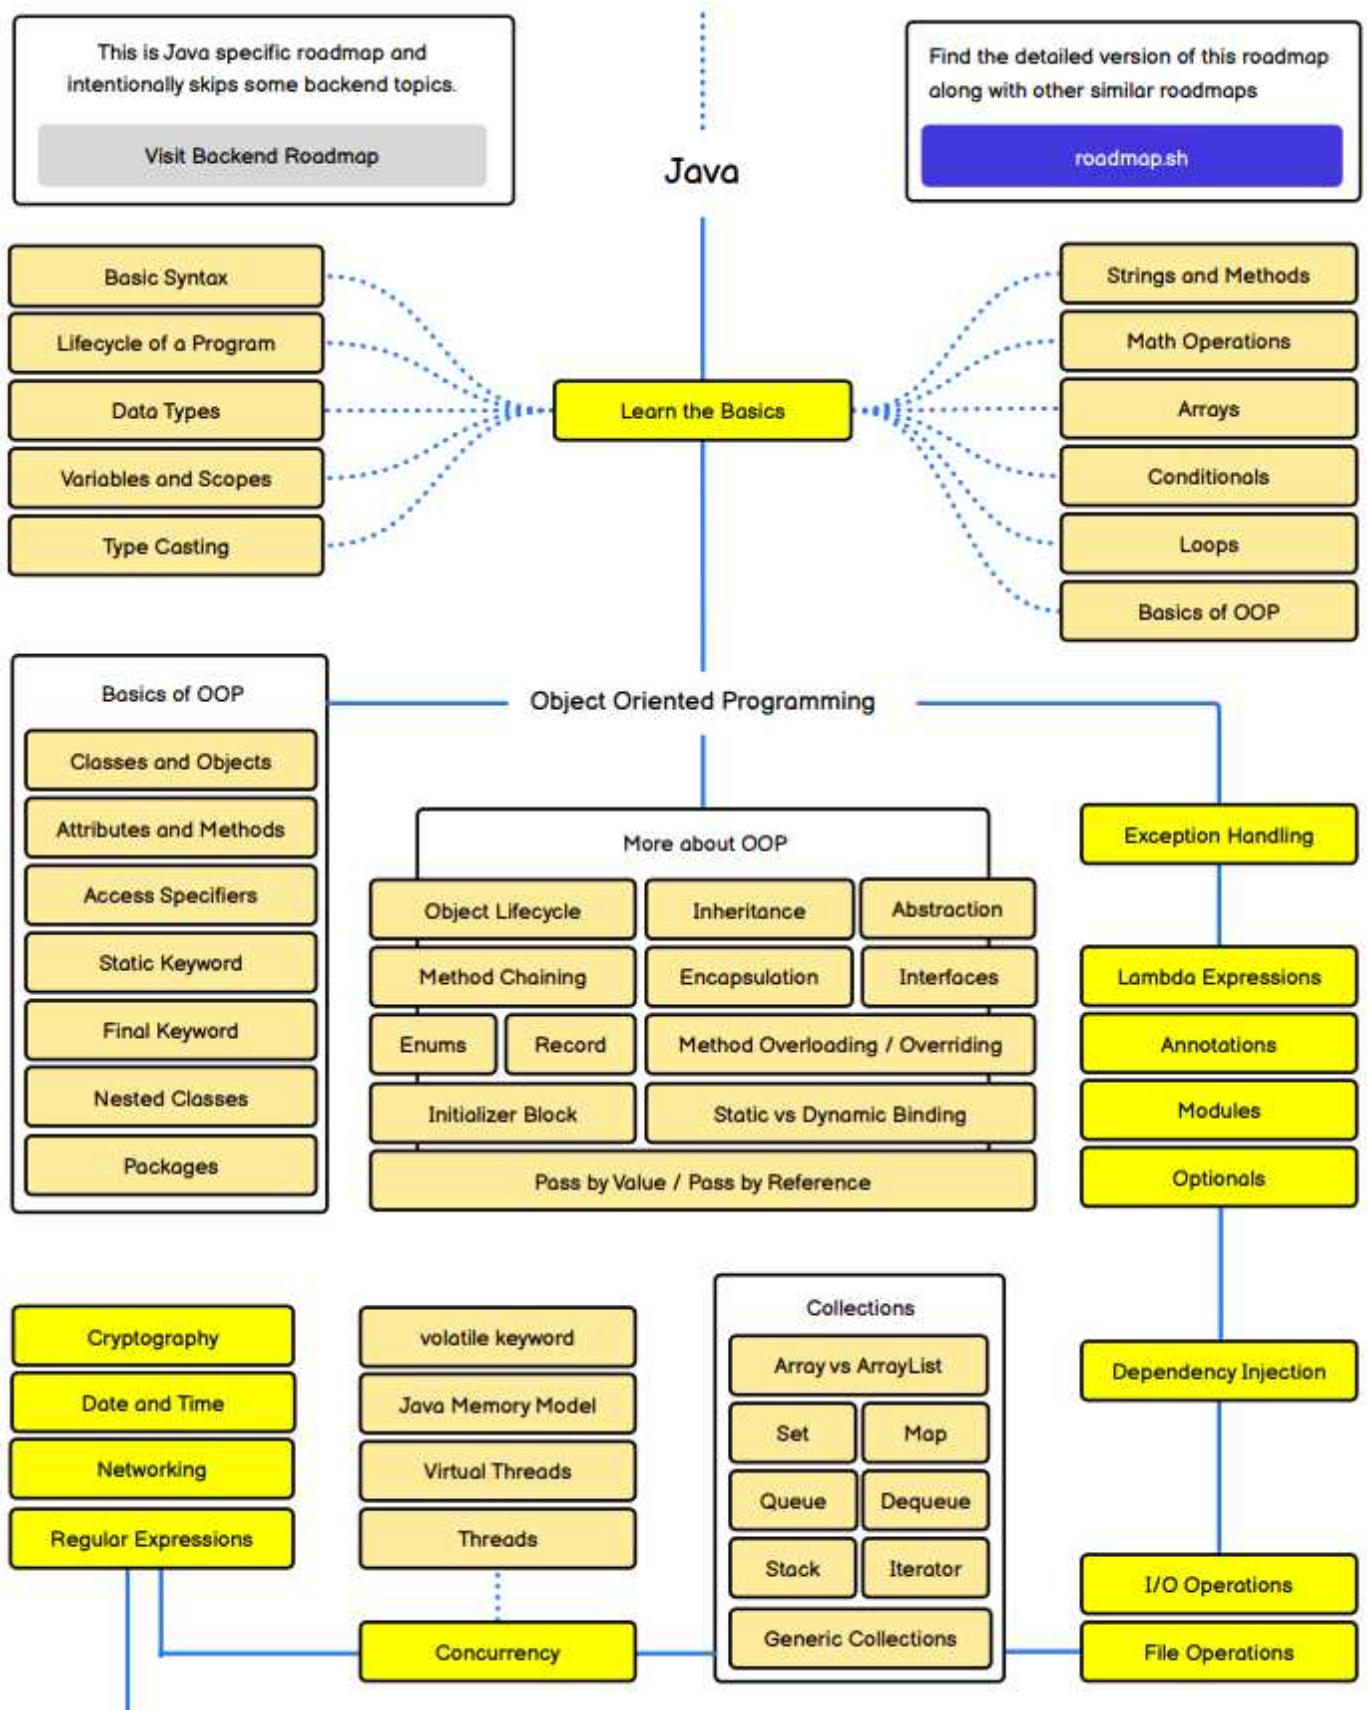 This is Java specific roadmap and
intentionally skips some backend topics.
Visit Backend Roadmap
Find the detailed version of this roadmap
along with other similar roadmaps
roadmap.sh
Java
Basic Syntax
Lifecycle of a Program
Data Types
Variables and Scopes
Type Casting
Learn the Basics
Strings and Methods
Math Operations
Arrays
Conditionals
Loops
Basics of OOP
Object Oriented Programming
Basics of OOP
Classes and Objects
Attributes and Methods
Access Specifiers
Static Keyword
Final Keyword
Nested Classes
Packages
More about OOP
Object Lifecycle
Inheritance
Abstraction
Method Chaining
Encapsulation
Interfaces
Enums
Record
Method Overloading / Overriding
Initializer Block
Static vs Dynamic Binding
Pass by Value / Pass by Reference
Exception Handling
Lambda Expressions
Annotations
Modules
Optionals
Dependency Injection
I/O Operations
File Operations
Collections
Array vs ArrayList
Set
Map
Queue
Dequeue
Stack
Iterator
Generic Collections
volatile keyword
Java Memory Model
Virtual Threads
Threads
Concurrency
Cryptography
Date and Time
Networking
Regular Expressions